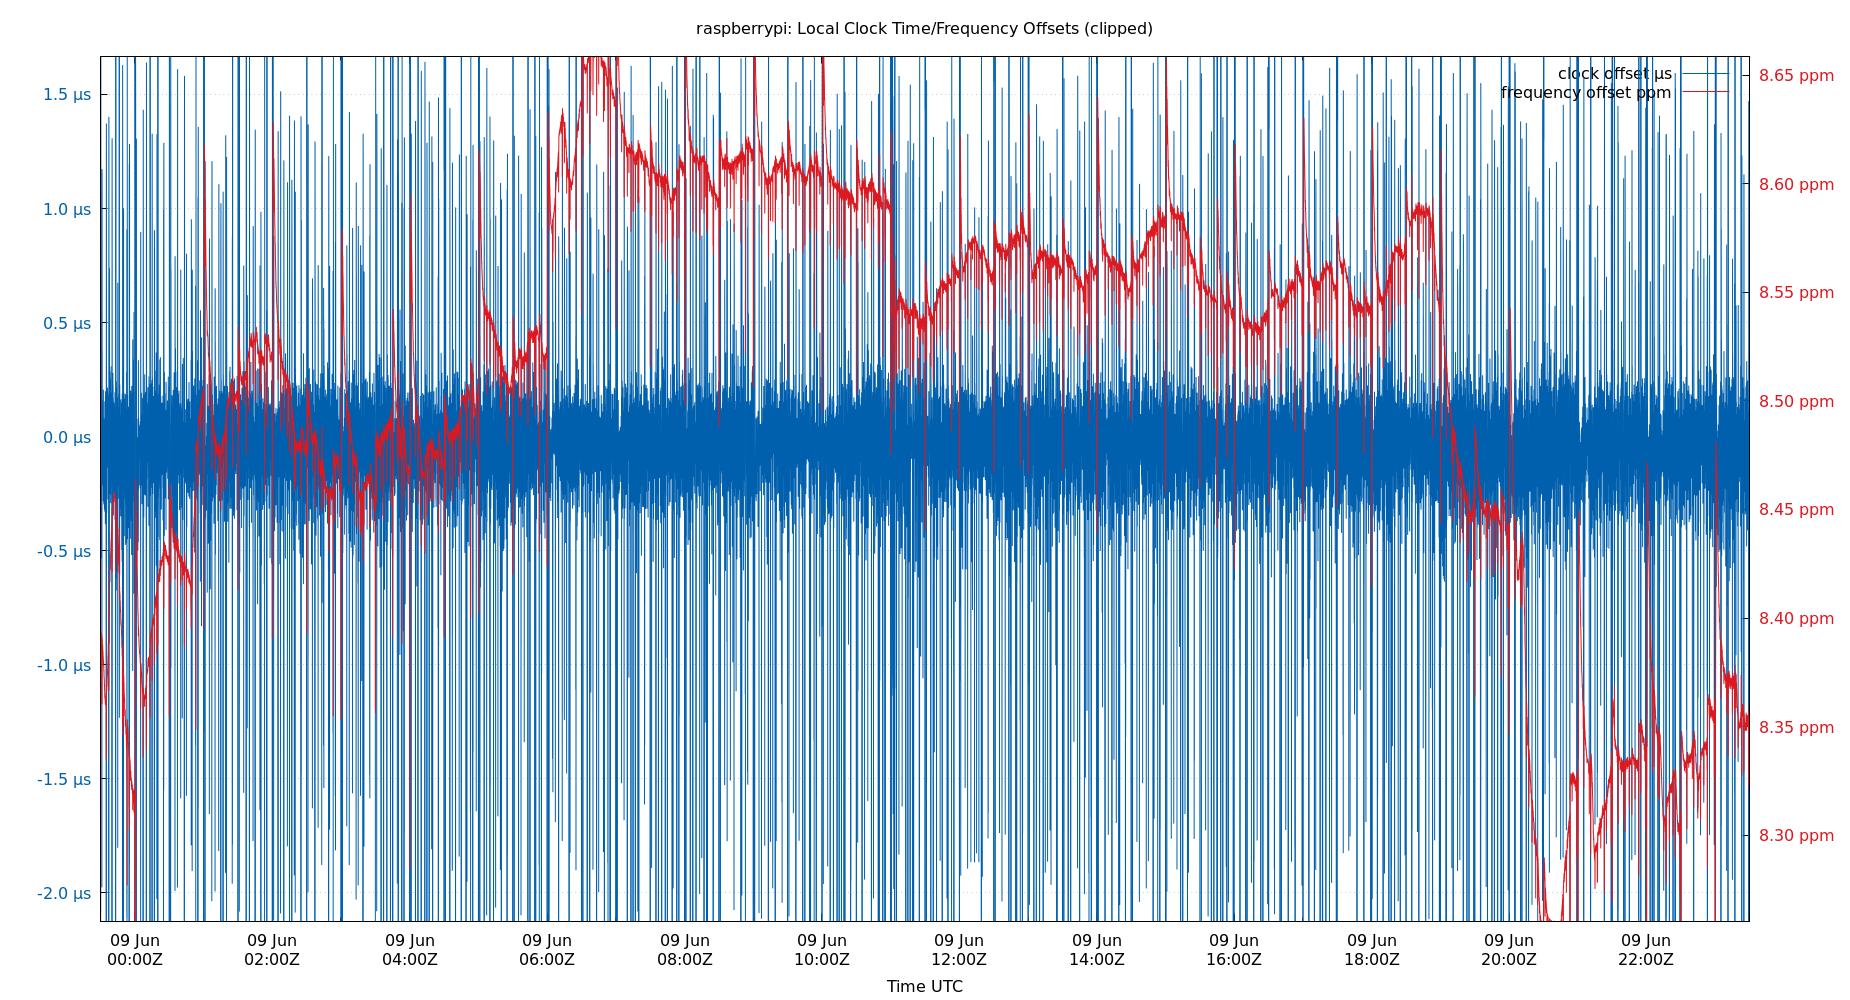 raspberrypi: Local Clock Time/Frequency Offsets (clipped)
clock offset µs
frequency offset ppm
1.5 µs
1.0 µs
0.5 µs
0.0 µs
-0.5 µs
-1.0 µs
-1.5 µs
-2.0 µs
8.65 ppm
8.60 ppm
8.55 ppm
8.50 ppm
8.45 ppm
8.40 ppm
8.35 ppm
8.30 ppm
09 Jun 09 Jun 09 Jun 09 Jun 09 Jun 09 Jun 09 Jun 09 Jun 09 Jun 09 Jun 09 Jun 09 Jun
00:00Z 02:00Z 04:00Z 06:00Z 08:00Z 10:00Z 12:00Z 14:00Z 16:00Z 18:00Z 20:00Z 22:00Z
Time UTC